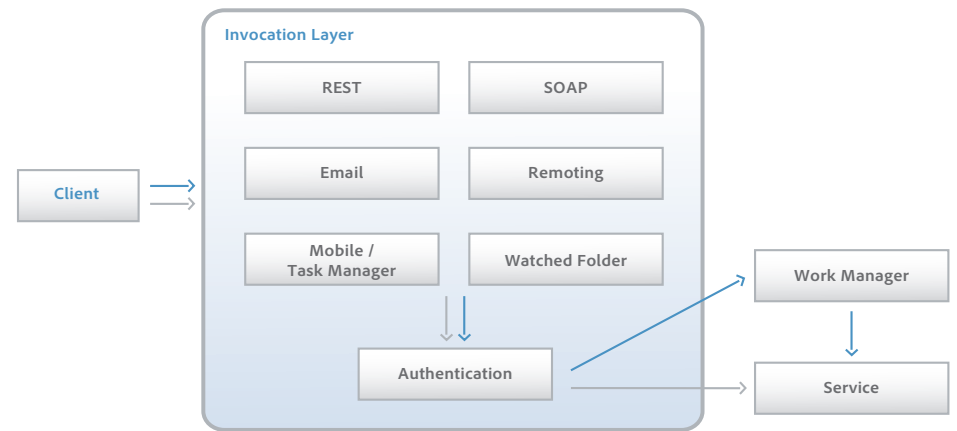 Invocation Layer
REST
SOAP
Email
Remoting
Client
Mobile /
Task Manager
Watched Folder
Work Manager
Authentication
Service